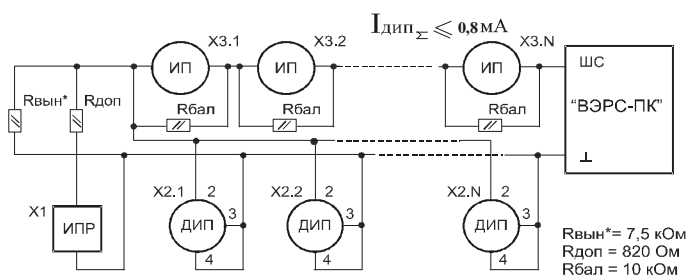 Iдип Σ ≤ 0,8мА
X3.1
X3.2
X3.N
ИП
ИП
ИП
ШС
Rвын*
Rдоп
Rбал
Rбал
Rбал
"ВЭРС-ПК"
⊥
X2.1
2
X2.2
2
X2.N
2
X1
ИПР
ДИП
3
ДИП
3
ДИП
3
4
4
4
Rвын*= 7,5 кОм
Rдоп = 820 Ом
Rбал = 10 кОм